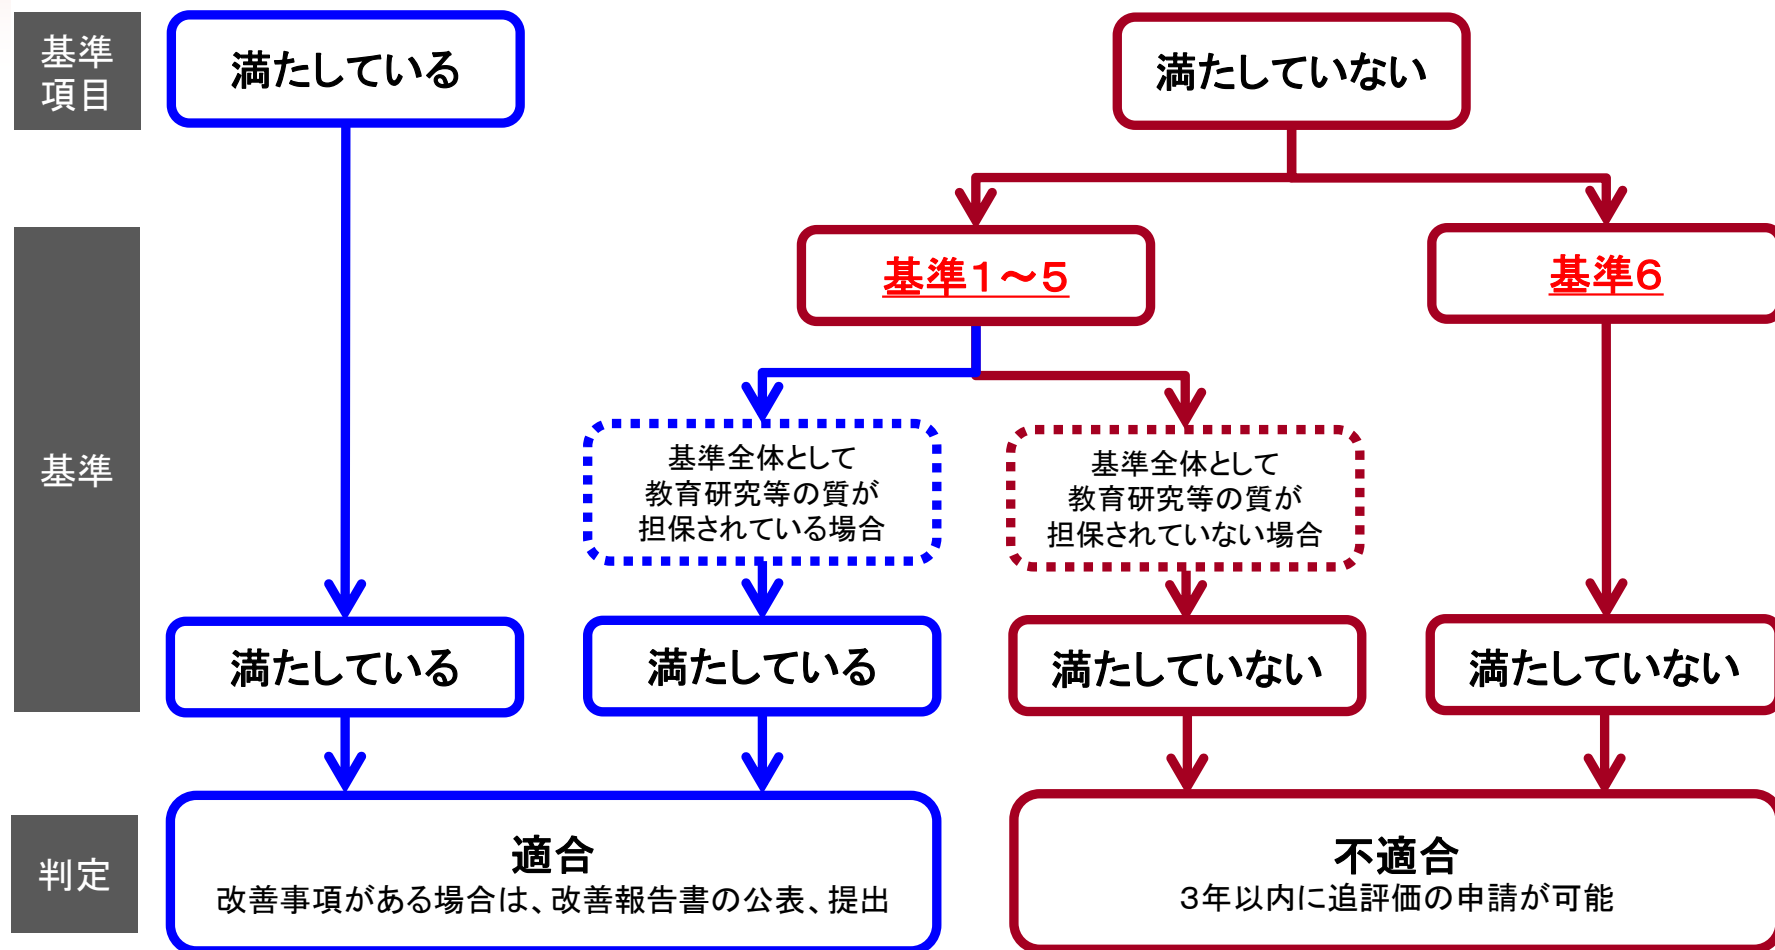 基準
項目
満たしている
満たしていない
基準
基準1～5
基準6
基準全体として
教育研究等の質が
担保されている場合
基準全体として
教育研究等の質が
担保されていない場合
満たしている
満たしている
満たしていない
満たしていない
判定
適合
改善事項がある場合は、改善報告書の公表、提出
不適合
3年以内に追評価の申請が可能